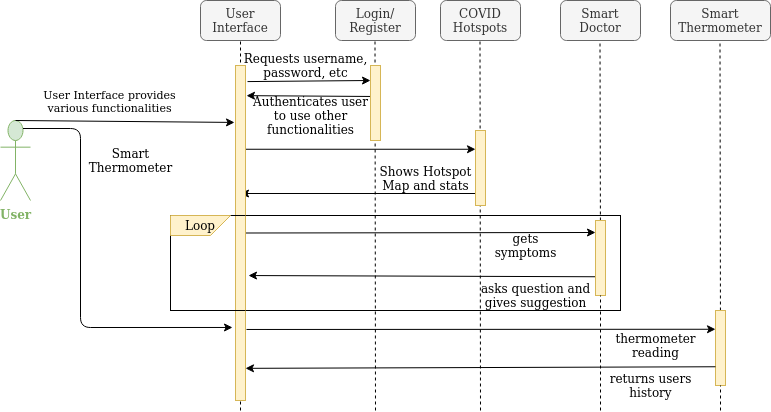 User
Interface
Login/
Register
COVID
Hotspots
Smart
Doctor
Smart
Thermometer
Requests username,
password, etc
User Interface provides
various functionalities
Authenticates user
to use other
functionalities
Smart
Thermometer
Shows Hotspot
Map and stats
User
Loop
gets
symptoms
asks question and
gives suggestion
thermometer
reading
returns users
history